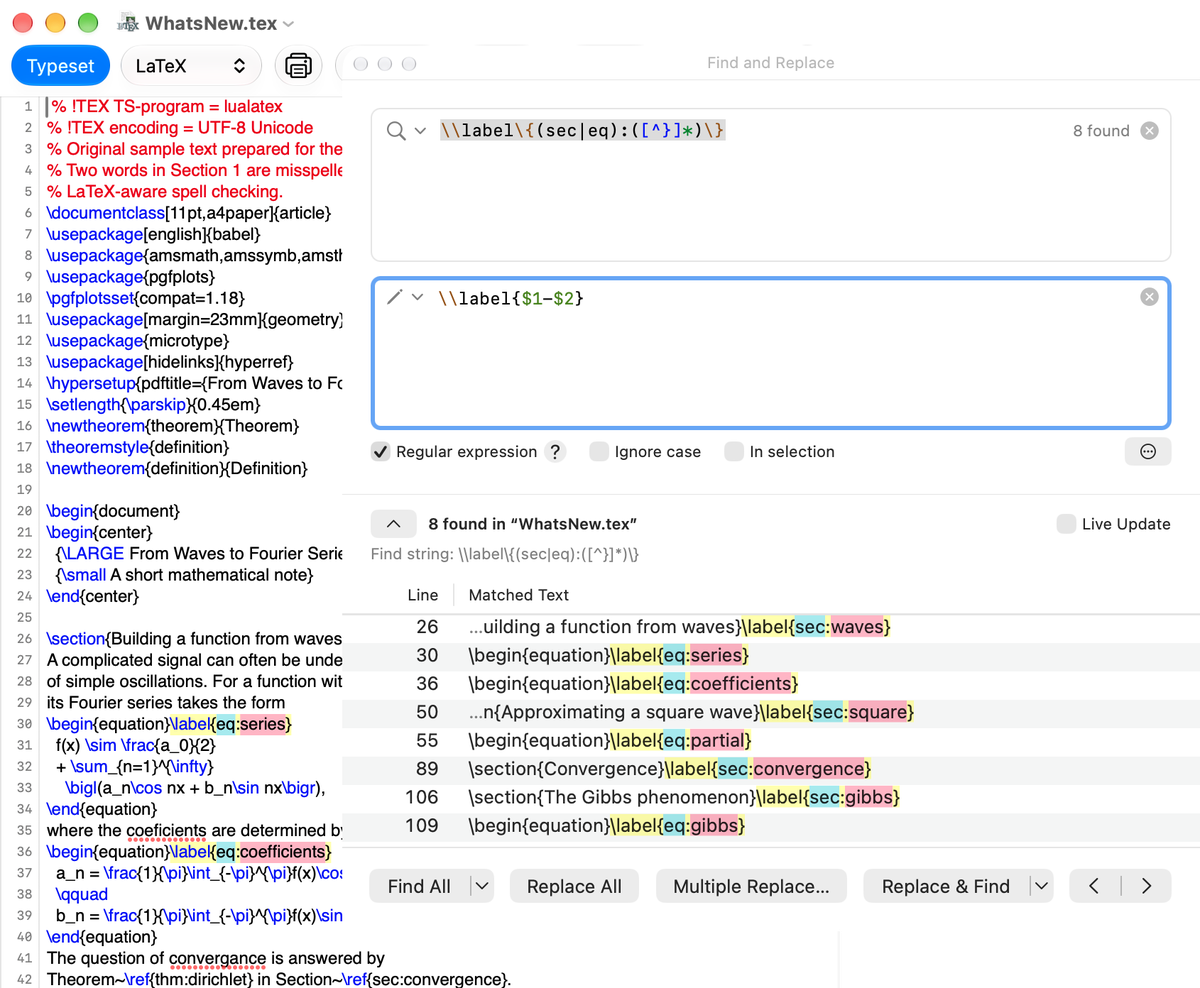 WhatsNew.tex
Typeset
LaTeX
Find and Replace
1 % !TEX TS-program = lualatex
2 % !TEX encoding = UTF-8 Unicode
3 % Original sample text prepared for the
4 % Two words in Section 1 are misspelle
5 % LaTeX-aware spell checking.
6 \documentclass[11pt,a4paper]{article}
7 \usepackage[english]{babel}
8 \usepackage{amsmath,amssymb,amsth
9 \usepackage{pgfplots}
10 \pgfplotsset{compat=1.18}
11 \usepackage[margin=23mm]{geometry}
12 \usepackage{microtype}
13 \usepackage[hidelinks]{hyperref}
14 \hypersetup{pdftitle={From Waves to Fo
15 \setlength{\parskip}{0.45em}
16 \newtheorem{theorem}{Theorem}
17 \theoremstyle{definition}
18 \newtheorem{definition}{Definition}
19
20 \begin{document}
21 \begin{center}
22 {\LARGE From Waves to Fourier Serie
23 {\small A short mathematical note}
24 \end{center}
25
26 \section{Building a function from waves
27 A complicated signal can often be unde
28 of simple oscillations. For a function wit
29 its Fourier series takes the form
30 \begin{equation}\label{eq:series}
31 f(x) \sim \frac{a_0}{2}
32 + \sum_{n=1}^{\infty}
33 \bigl(a_n\cos nx + b_n\sin nx\bigr),
34 \end{equation}
35 where the coeficients are determined by
36 \begin{equation}\label{eq:coefficients}
37 a_n = \frac{1}{\pi}\int_{-\pi}^{\pi}f(x)\cos
38 \qquad
39 b_n = \frac{1}{\pi}\int_{-\pi}^{\pi}f(x)\sin
40 \end{equation}
41 The question of convergance is answered by
42 Theorem~\ref{thm:dirichlet} in Section~\ref{sec:convergence}.
\\label\{(sec|eq):([^}]*)\}
8 found
\\label{$1-$2}
Regular expression ? Ignore case In selection
8 found in “WhatsNew.tex”
Live Update
Find string: \\label\{(sec|eq):([^}]*)\}
Line Matched Text
26 ...uilding a function from waves}\label{sec:waves}
30 \begin{equation}\label{eq:series}
36 \begin{equation}\label{eq:coefficients}
50 ...n{Approximating a square wave}\label{sec:square}
55 \begin{equation}\label{eq:partial}
89 \section{Convergence}\label{sec:convergence}
106 \section{The Gibbs phenomenon}\label{sec:gibbs}
109 \begin{equation}\label{eq:gibbs}
Find All Replace All Multiple Replace... Replace & Find